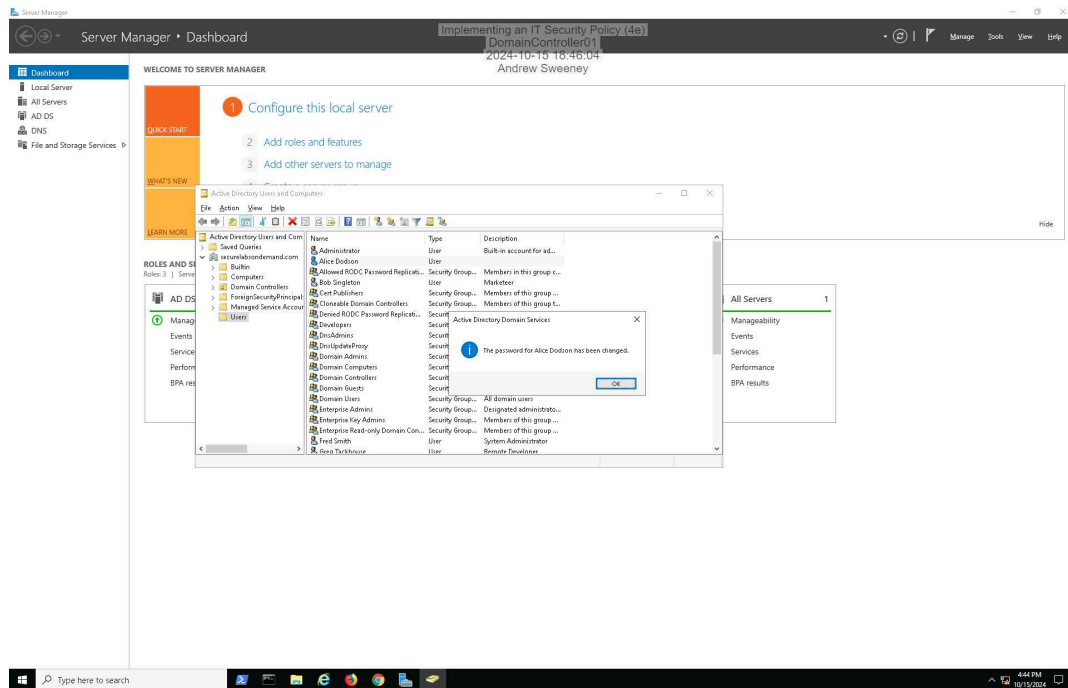 Server Manager
Server Manager • Dashboard
Implementing an IT Security Policy (4e)
DomainController01
2024-10-15 18:46:04
Andrew Sweeney
Manage Tools View Help
Dashboard
Local Server
All Servers
AD DS
DNS
File and Storage Services
WELCOME TO SERVER MANAGER
QUICK START
WHAT'S NEW
LEARN MORE
1 Configure this local server
2 Add roles and features
3 Add other servers to manage
Hide
Active Directory Users and Computers
File Action View Help
Active Directory Users and Com
Saved Queries
securelabsondemand.com
Builtin
Computers
Domain Controllers
ForeignSecurityPrincipal
Managed Service Accour
Users
Name Type Description
Administrator User Built-in account for ad...
Alice Dodson User
Allowed RODC Password Replicati... Security Group... Members in this group c...
Bob Singleton User Marketeer
Cert Publishers Security Group... Members of this group ...
Cloneable Domain Controllers Security Group... Members of this group t...
Denied RODC Password Replicati... Securit
Developers Securit
DnsAdmins Securit
DnsUpdateProxy Securit
Domain Admins Securit
Domain Computers Securit
Domain Controllers Securit
Domain Guests Securit
Domain Users Security Group... All domain users
Enterprise Admins Security Group... Designated administrato...
Enterprise Key Admins Security Group... Members of this group ...
Enterprise Read-only Domain Con... Security Group... Members of this group ...
Fred Smith User System Administrator
Greg Tackhouse User Remote Developer
Active Directory Domain Services
The password for Alice Dodson has been changed.
OK
ROLES AND SE
Roles: 3 | Serve
AD DS
Manag
Events
Service
Perforn
BPA res
All Servers 1
Manageability
Events
Services
Performance
BPA results
Type here to search
4:44 PM
10/15/2024